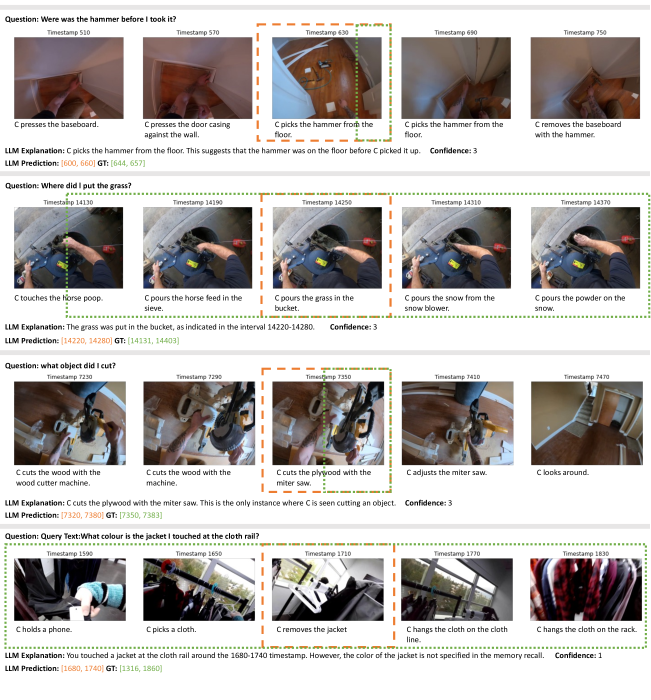 Question: Were was the hammer before I took it?
Timestamp 510 Timestamp 570 Timestamp 630 Timestamp 690 Timestamp 750
C presses the baseboard. C presses the door casing against the wall. C picks the hammer from the floor. C picks the hammer from the floor. C removes the baseboard with the hammer.
LLM Explanation: C picks the hammer from the floor. This suggests that the hammer was on the floor before C picked it up. Confidence: 3
LLM Prediction: [600, 660] GT: [644, 657]
Question: Where did I put the grass?
Timestamp 14130 Timestamp 14190 Timestamp 14250 Timestamp 14310 Timestamp 14370
C touches the horse poop. C pours the horse feed in the sieve. C pours the grass in the bucket. C pours the snow from the snow blower. C pours the powder on the snow.
LLM Explanation: The grass was put in the bucket, as indicated in the interval 14220-14280. Confidence: 3
LLM Prediction: [14220, 14280] GT: [14131, 14403]
Question: what object did I cut?
Timestamp 7230 Timestamp 7290 Timestamp 7350 Timestamp 7410 Timestamp 7470
C cuts the wood with the wood cutter machine. C cuts the wood with the machine. C cuts the plywood with the miter saw. C adjusts the miter saw. C looks around.
LLM Explanation: C cuts the plywood with the miter saw. This is the only instance where C is seen cutting an object. Confidence: 3
LLM Prediction: [7320, 7380] GT: [7350, 7383]
Question: Query Text:What colour is the jacket I touched at the cloth rail?
Timestamp 1590 Timestamp 1650 Timestamp 1710 Timestamp 1770 Timestamp 1830
C holds a phone. C picks a cloth. C removes the jacket C hangs the cloth on the cloth line. C hangs the cloth on the rack.
LLM Explanation: You touched a jacket at the cloth rail around the 1680-1740 timestamp. However, the color of the jacket is not specified in the memory recall. Confidence: 1
LLM Prediction: [1680, 1740] GT: [1316, 1860]